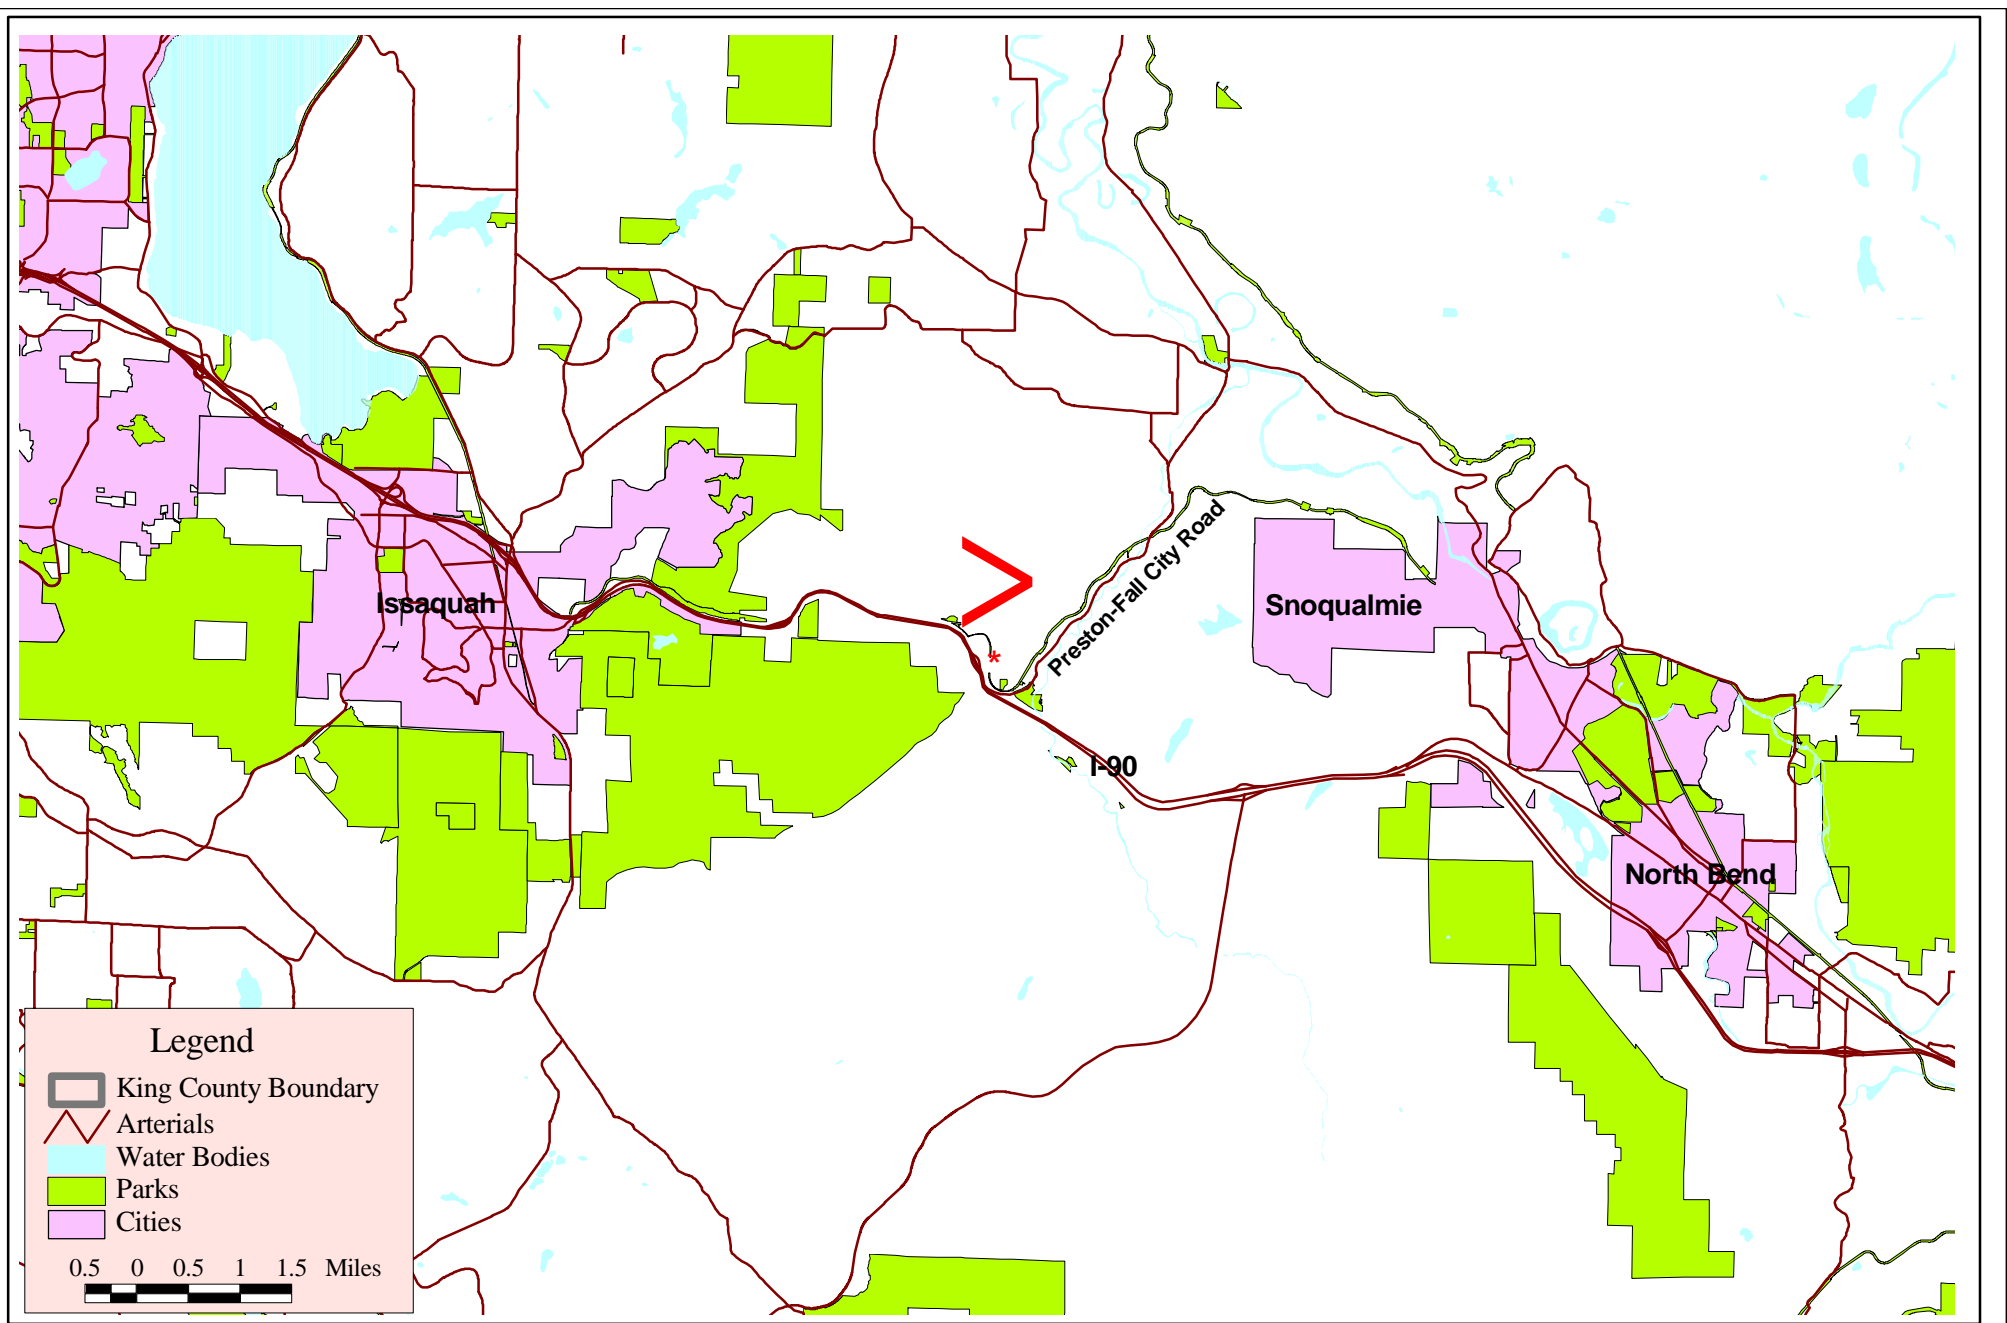 Preston-Fall City Road
Issaquah
Snoqualmie
*
I-90
North Bend
Legend
King County Boundary
Arterials
Water Bodies
Parks
Cities
0.5 0 0.5 1 1.5 Miles